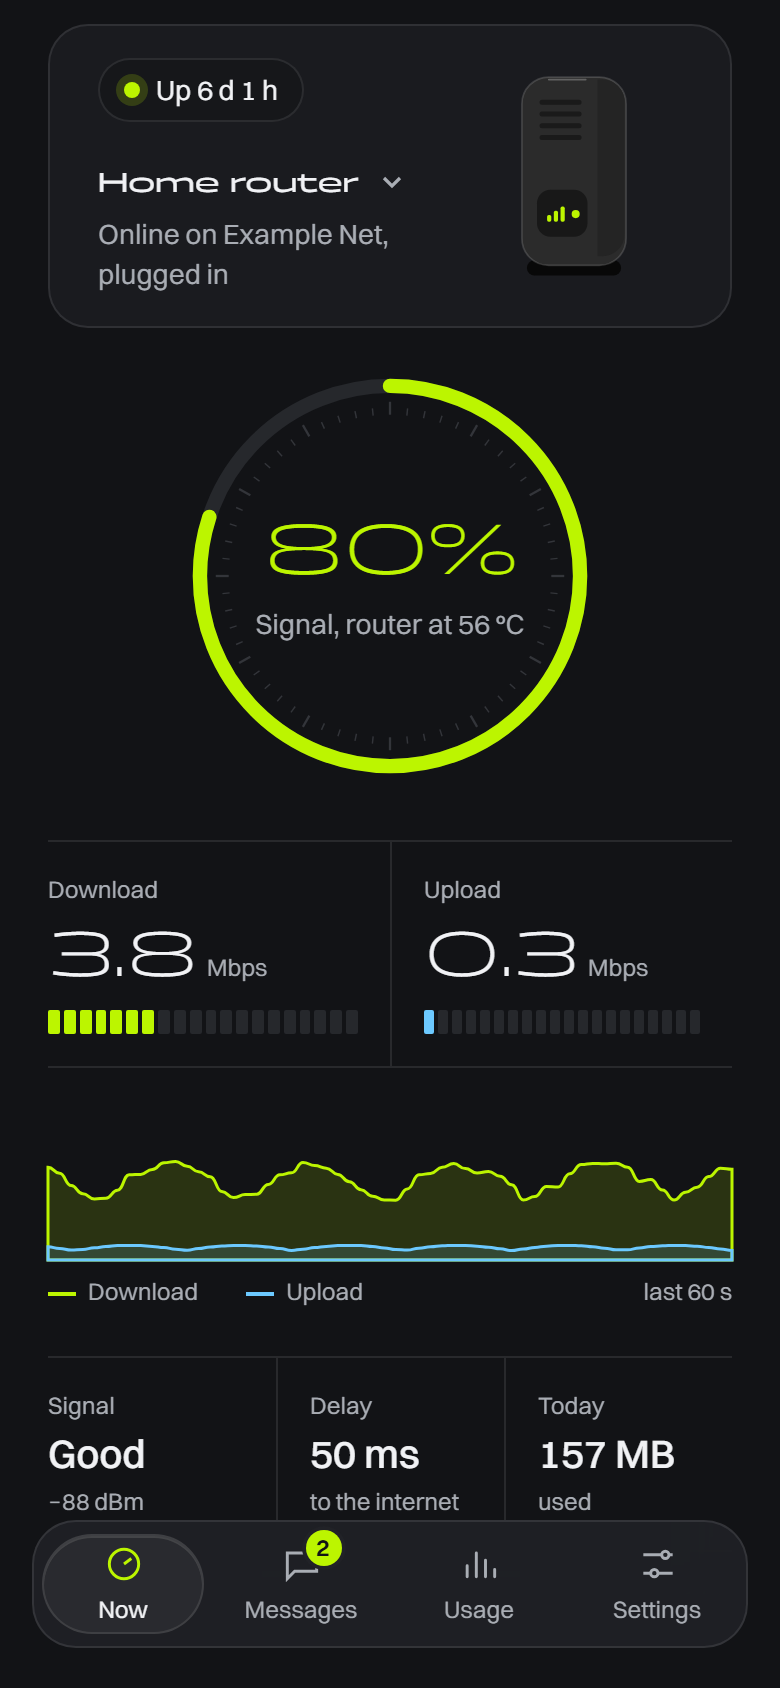 Up 6 d 1 h
Home router
Online on Example Net,
plugged in
80%
Signal, router at 56 °C
Download
3.8 Mbps
Upload
0.3 Mbps
Download
Upload
last 60 s
Signal
Good
−88 dBm
Delay
50 ms
to the internet
Today
157 MB
used
Now
2
Messages
Usage
Settings